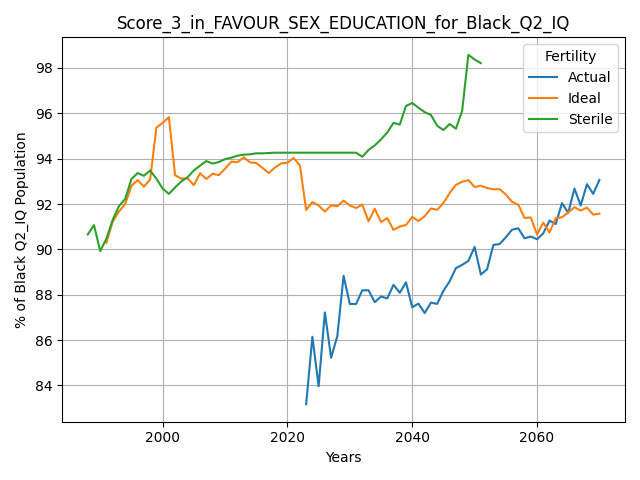 Score_3_in_FAVOUR_SEX_EDUCATION_for_Black_Q2_IQ
Fertility
Actual
Ideal
Sterile
% of Black Q2_IQ Population
98
96
94
92
90
88
86
84
2000
2020
2040
2060
Years